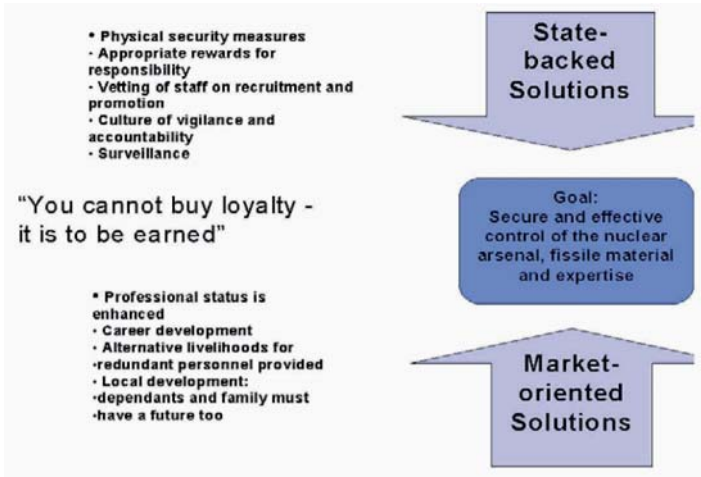 • Physical security measures
· Appropriate rewards for
responsibility
· Vetting of staff on recruitment and
promotion
· Culture of vigilance and
accountability
· Surveillance
State-
backed
Solutions
“You cannot buy loyalty -
it is to be earned”
Goal:
Secure and effective
control of the nuclear
arsenal, fissile material
and expertise
• Professional status is
enhanced
· Career development
· Alternative livelihoods for
·redundant personnel provided
· Local development:
·dependants and family must
·have a future too
Market-
oriented
Solutions